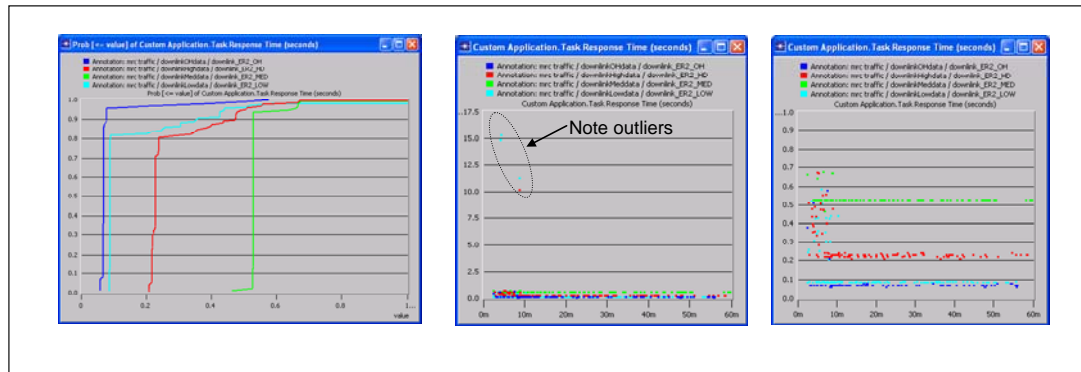 Prob [<= value] of Custom Application.Task Response Time (seconds)
Annotation: mrc traffic / downlinkOHdata / downlink_ER2_OH
Annotation: mrc traffic / downlinkHighdata / downlink_ER2_HD
Annotation: mrc traffic / downlinkMeddata / downlink_ER2_MED
Annotation: mrc traffic / downlinkLowdata / downlink_ER2_LOW
Prob [<= value] of Custom Application.Task Response Time (seconds)
1.0
0.9
0.8
0.7
0.6
0.5
0.4
0.3
0.2
0.1
0.0
0 0.2 0.4 0.6 0.8 1...
value
Custom Application.Task Response Time (seconds)
Annotation: mrc traffic / downlinkOHdata / downlink_ER2_OH
Annotation: mrc traffic / downlinkHighdata / downlink_ER2_HD
Annotation: mrc traffic / downlinkMeddata / downlink_ER2_MED
Annotation: mrc traffic / downlinkLowdata / downlink_ER2_LOW
Custom Application.Task Response Time (seconds)
...17.5
15.0
Note outliers
12.5
10.0
7.5
5.0
2.5
0.0
0m 10m 20m 30m 40m 50m 60m
Custom Application.Task Response Time (seconds)
Annotation: mrc traffic / downlinkOHdata / downlink_ER2_OH
Annotation: mrc traffic / downlinkHighdata / downlink_ER2_HD
Annotation: mrc traffic / downlinkMeddata / downlink_ER2_MED
Annotation: mrc traffic / downlinkLowdata / downlink_ER2_LOW
Custom Application.Task Response Time (seconds)
...1.0
0.9
0.8
0.7
0.6
0.5
0.4
0.3
0.2
0.1
0.0
0m 10m 20m 30m 40m 50m 60m